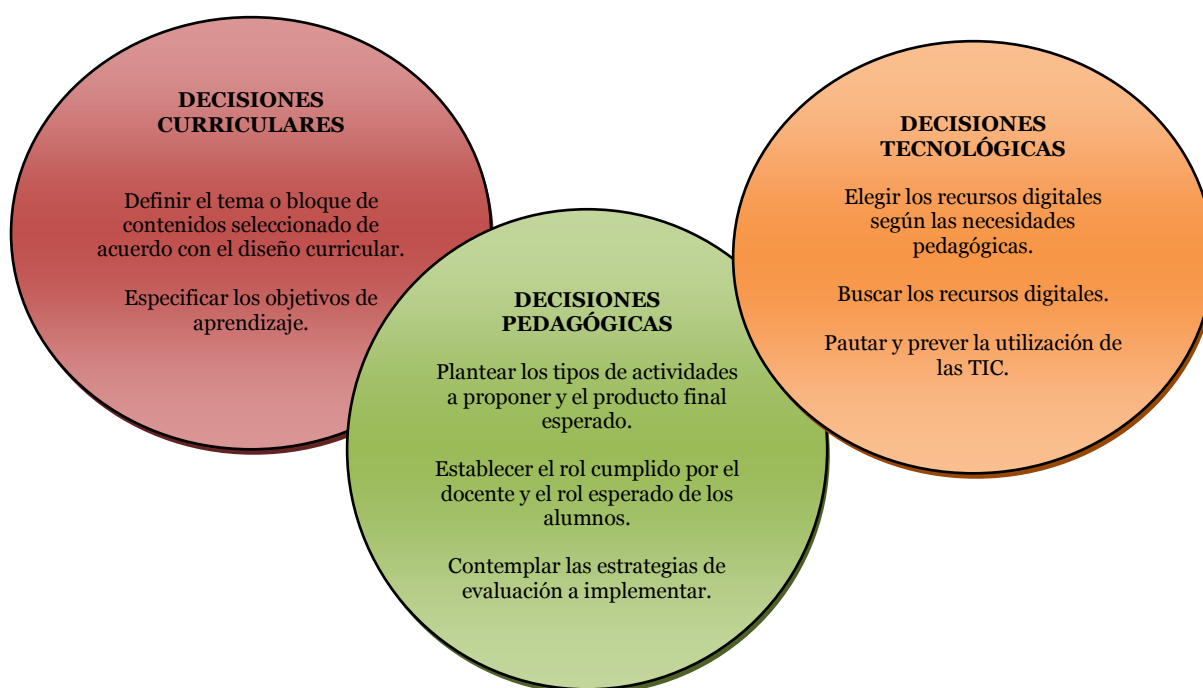 DECISIONES
CURRICULARES
Definir el tema o bloque de
contenidos seleccionado de
acuerdo con el diseño curricular.
Especificar los objetivos de
aprendizaje.
DECISIONES
PEDAGÓGICAS
Plantear los tipos de actividades
a proponer y el producto final
esperado.
Establecer el rol cumplido por el
docente y el rol esperado de los
alumnos.
Contemplar las estrategias de
evaluación a implementar.
DECISIONES
TECNOLÓGICAS
Elegir los recursos digitales
según las necesidades
pedagógicas.
Buscar los recursos digitales.
Pautar y prever la utilización de
las TIC.